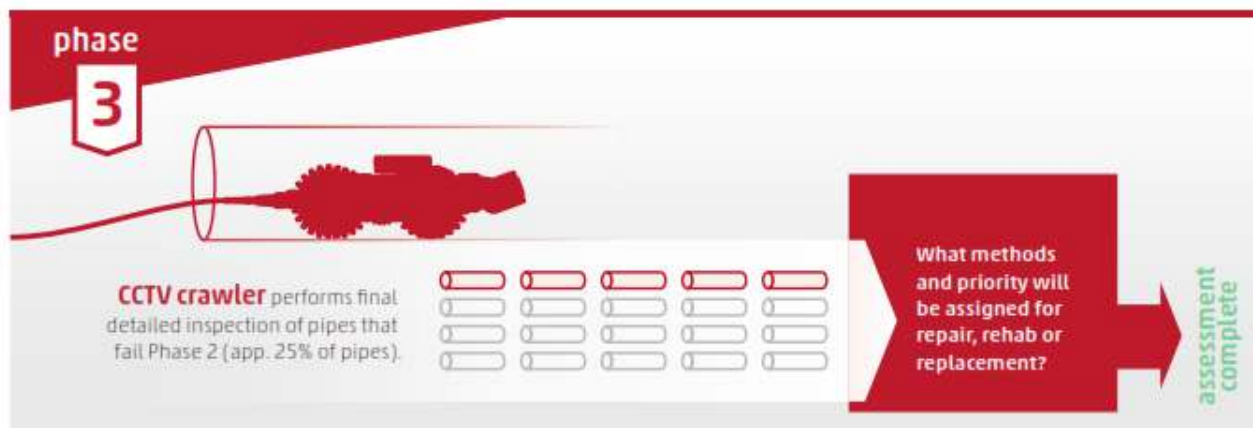 phase
3
CCTV crawler performs final
detailed inspection of pipes that
fail Phase 2 (app. 25% of pipes).
What methods
and priority will
be assigned for
repair, rehab or
replacement?
assessment
complete